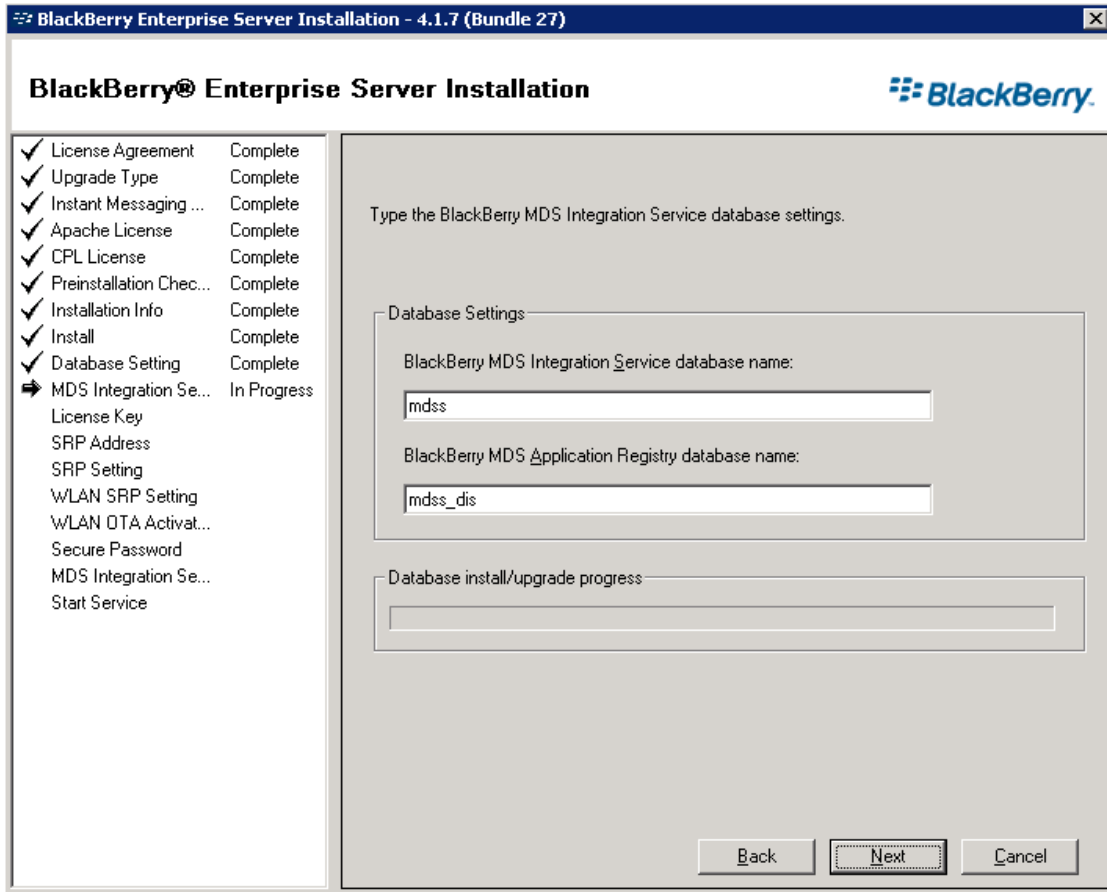 BlackBerry Enterprise Server Installation - 4.1.7 (Bundle 27)
BlackBerry® Enterprise Server Installation
BlackBerry.
License Agreement Complete
Upgrade Type Complete
Instant Messaging ... Complete
Apache License Complete
CPL License Complete
Preinstallation Chec... Complete
Installation Info Complete
Install Complete
Database Setting Complete
MDS Integration Se... In Progress
License Key
SRP Address
SRP Setting
WLAN SRP Setting
WLAN OTA Activat...
Secure Password
MDS Integration Se...
Start Service
Type the BlackBerry MDS Integration Service database settings.
Database Settings
BlackBerry MDS Integration Service database name:
mdss
BlackBerry MDS Application Registry database name:
mdss_dis
Database install/upgrade progress
Back Next Cancel